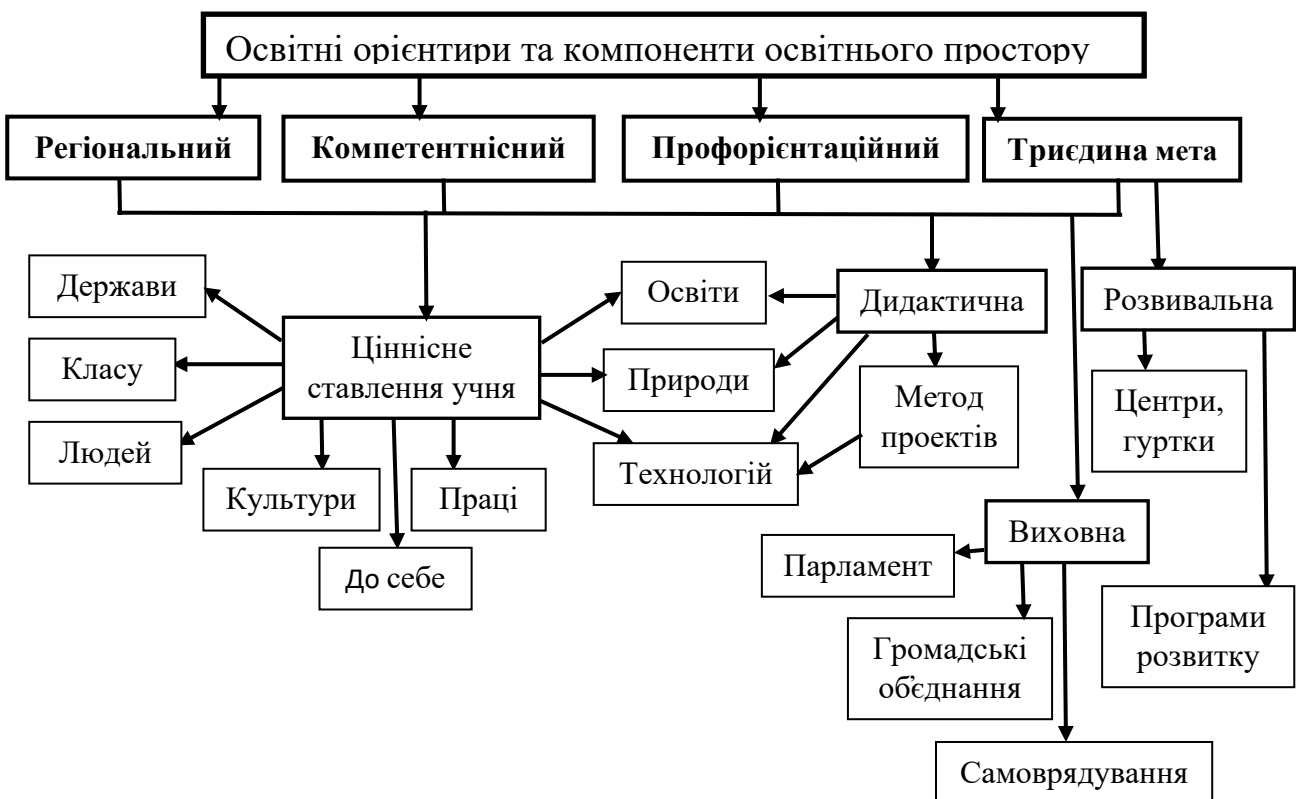 Освітні орієнтири та компоненти освітнього простору
Регіональний
Компетентнісний
Профорієнтаційний
Триєдина мета
Держави
Класу
Людей
Ціннісне
ставлення учня
Культури
Праці
До себе
Освіти
Природи
Технологій
Дидактична
Метод
проектів
Розвивальна
Центри,
гуртки
Виховна
Парламент
Громадські
об'єднання
Самоврядування
Програми
розвитку